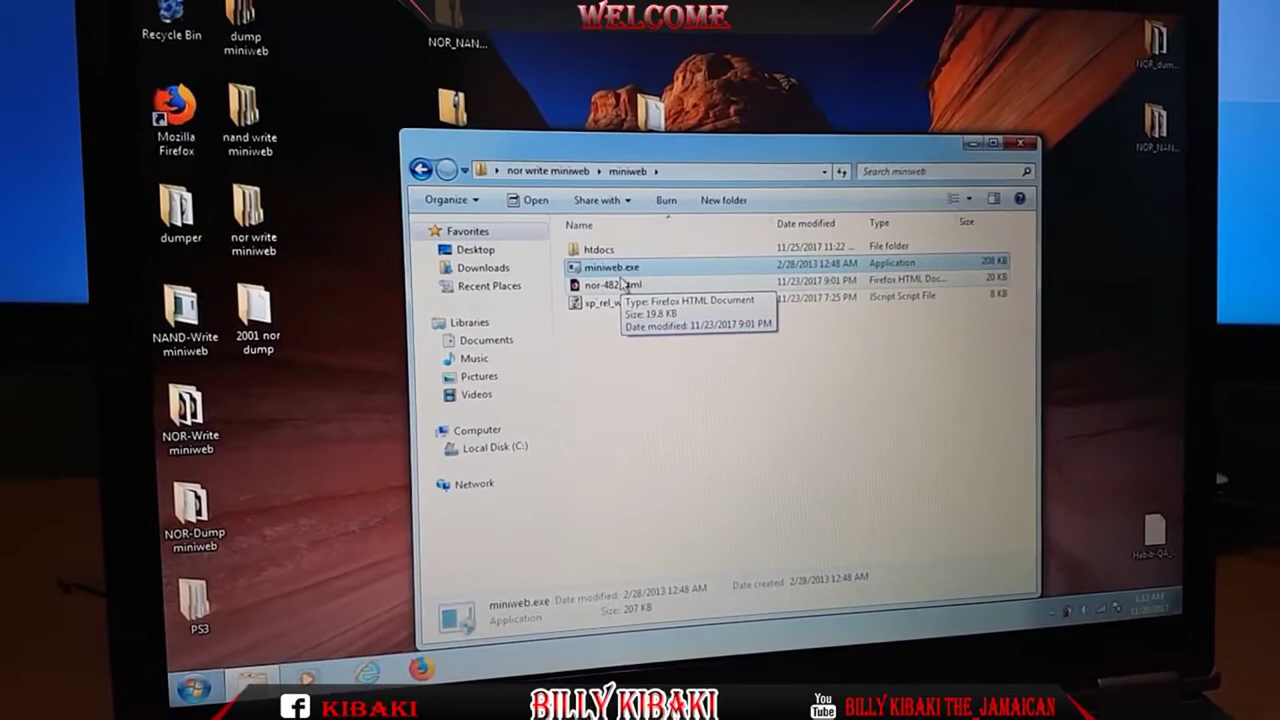 WELCOME
Recycle Bin
dump
miniweb
NOR_NAN...
NOR_dum...
Mozilla
Firefox
nand write
miniweb
NOR_NAN...
nor write miniweb
miniweb
Search miniweb
Organize
Open
Share with
Burn
New folder
dumper
nor write
miniweb
Favorites
Desktop
Downloads
Recent Places
Libraries
Documents
Music
Pictures
Videos
Computer
Local Disk (C:)
Network
Name
Date modified
Type
Size
htdocs
11/25/2017 11:22 ...
File folder
miniweb.exe
2/28/2013 12:48 AM
Application
208 KB
nor-482
ml
11/23/2017 9:01 PM
Firefox HTML Doc...
20 KB
xp_rel_w
11/23/2017 7:25 PM
JScript Script File
8 KB
Type: Firefox HTML Document
Size: 19.8 KB
Date modified: 11/23/2017 9:01 PM
NAND-Write
miniweb
2001 nor
dump
NOR-Write
miniweb
NOR-Dump
miniweb
PS3
miniweb.exe
Date modified: 2/28/2013 12:48 AM
Date created: 2/28/2013 12:48 AM
Application
Size: 207 KB
f KIBAKI
BILLY KIBAKI
You
Tube
BILLY KIBAKI THE_JAMAICAN